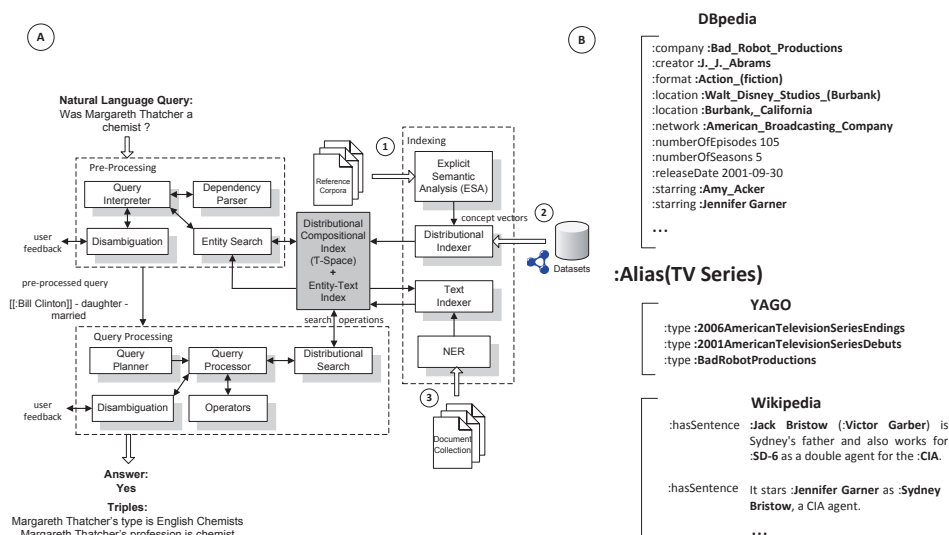 A
Natural Language Query:
Was Margareth Thatcher a
chemist ?
Pre-Processing
Query
Interpreter
Dependency
Parser
Disambiguation
Entity Search
user
feedback
pre-processed query
[[:Bill Clinton]] - daughter -
married
Query Processing
Query
Planner
Querry
Processor
Distributional
Search
Disambiguation
Operators
user
feedback
Answer:
Yes
Triples:
Margareth Thatcher's type is English Chemists
Margareth Thatcher's profession is chemist
Reference
Corpora
1
Indexing
Explicit
Semantic
Analysis (ESA)
concept vectors
2
Distributional
Indexer
Datasets
Distributional
Compositional
Index
(T-Space)
+
Entity-Text
Index
search operations
Text
Indexer
NER
3
Document
Collection
B
DBpedia
:company :Bad_Robot_Productions
:creator :J._J._Abrams
:format :Action_(fiction)
:location :Walt_Disney_Studios_(Burbank)
:location :Burbank,_California
:network :American_Broadcasting_Company
:numberOfEpisodes 105
:numberOfSeasons 5
:releaseDate 2001-09-30
:starring :Amy_Acker
:starring :Jennifer Garner
...
:Alias(TV Series)
YAGO
:type :2006AmericanTelevisionSeriesEndings
:type :2001AmericanTelevisionSeriesDebuts
:type :BadRobotProductions
Wikipedia
:hasSentence :Jack Bristow (:Victor Garber) is
Sydney's father and also works for
:SD-6 as a double agent for the :CIA.
:hasSentence It stars :Jennifer Garner as :Sydney
Bristow, a CIA agent.
...